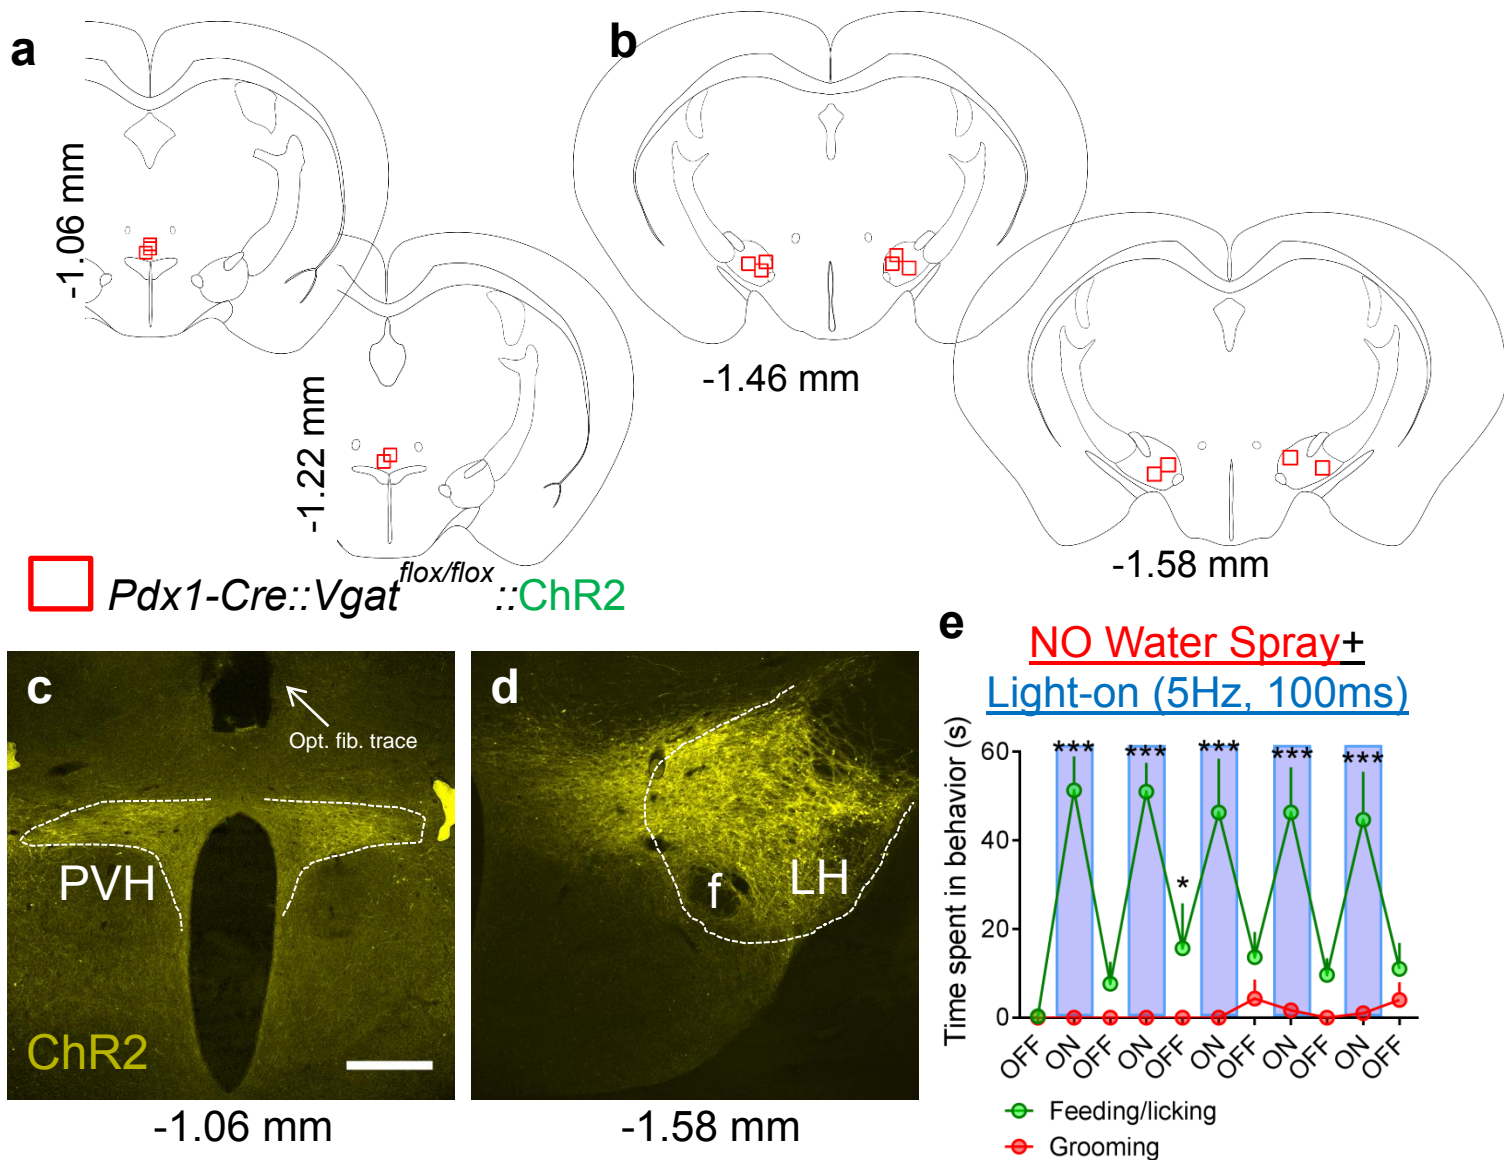 a
b
-1.06 mm
-1.22 mm
-1.46 mm
-1.58 mm
Pdx1-Cre::Vgat^flox/flox::ChR2
c
Opt. fib. trace
PVH
ChR2
-1.06 mm
d
f
LH
-1.58 mm
e
NO Water Spray+
Light-on (5Hz, 100ms)
Time spent in behavior (s)
60
40
20
0
*** *** *** *** ***
*
OFF ON OFF ON OFF ON OFF ON OFF ON OFF
Feeding/licking
Grooming